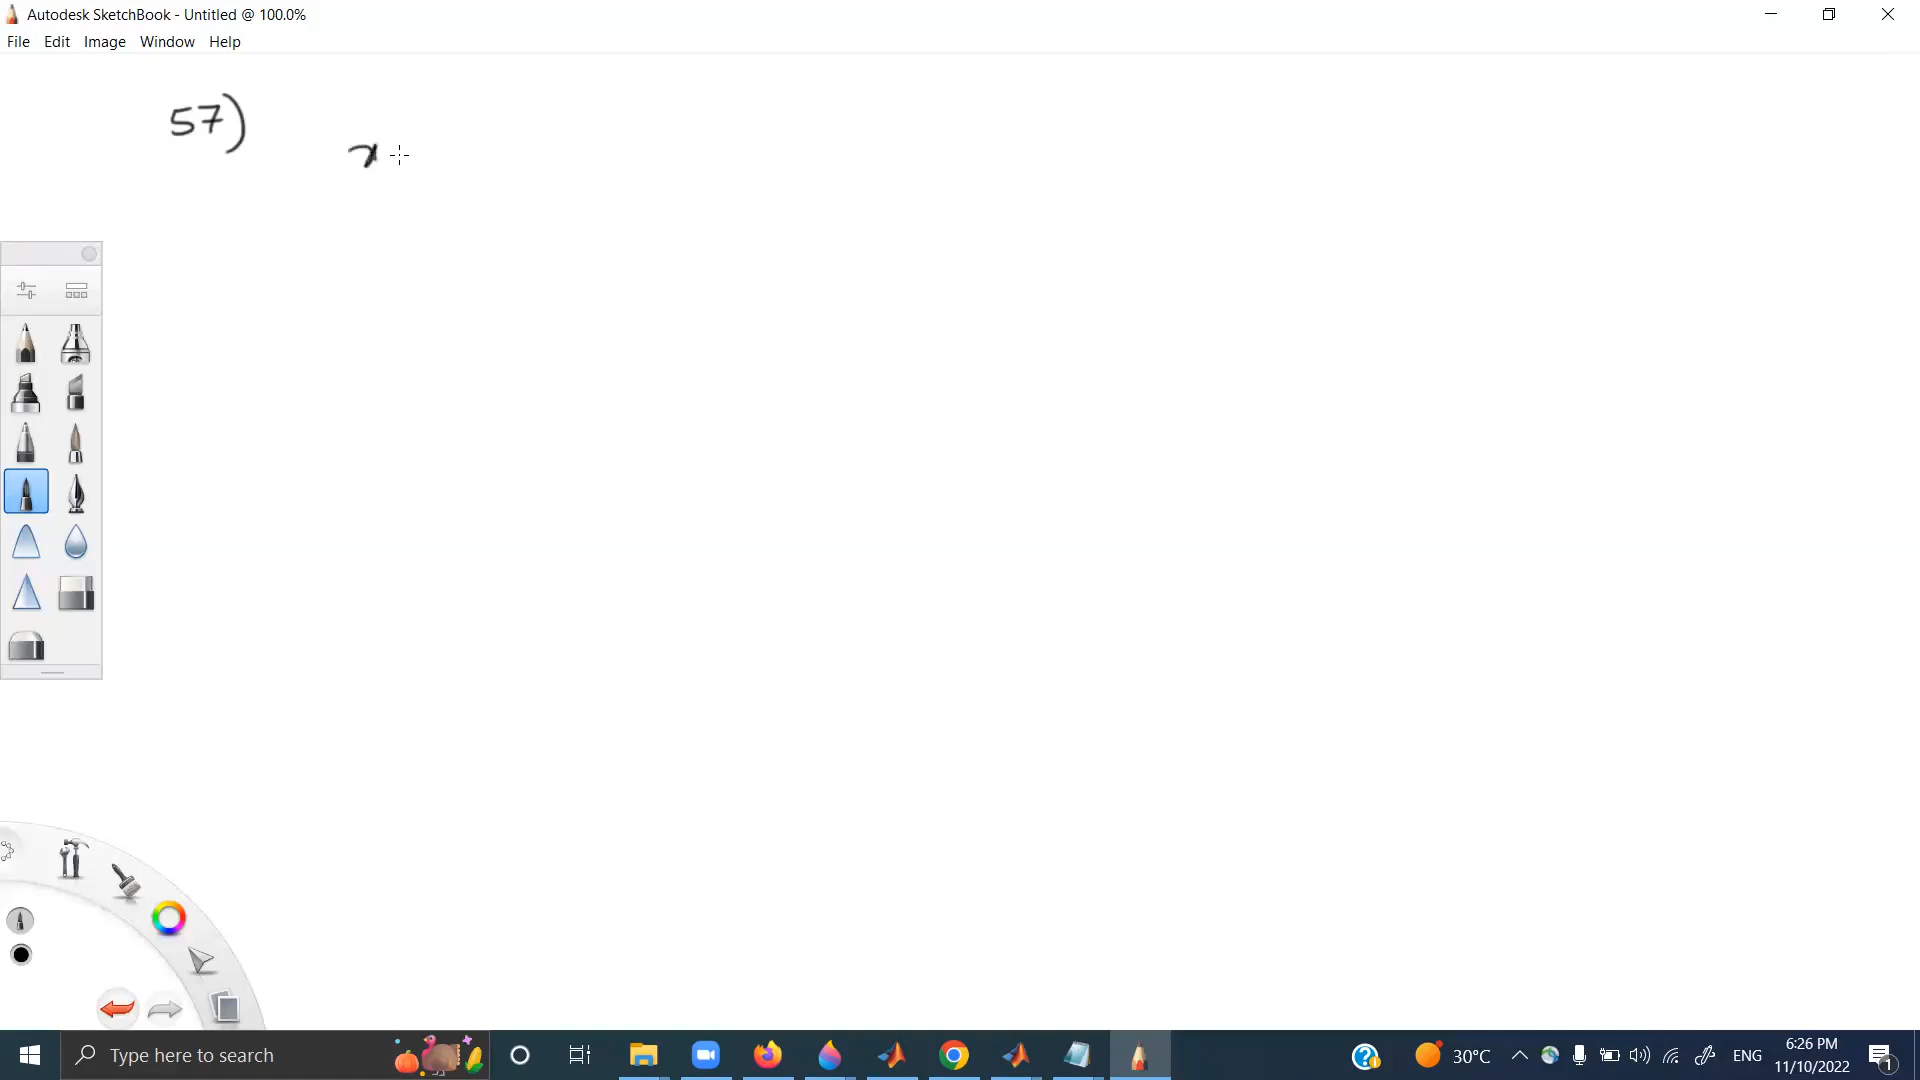 Autodesk SketchBook - Untitled @ 100.0%
File Edit Image Window Help
57)
x
Type here to search
30°C
ENG
6:26 PM
11/10/2022
1